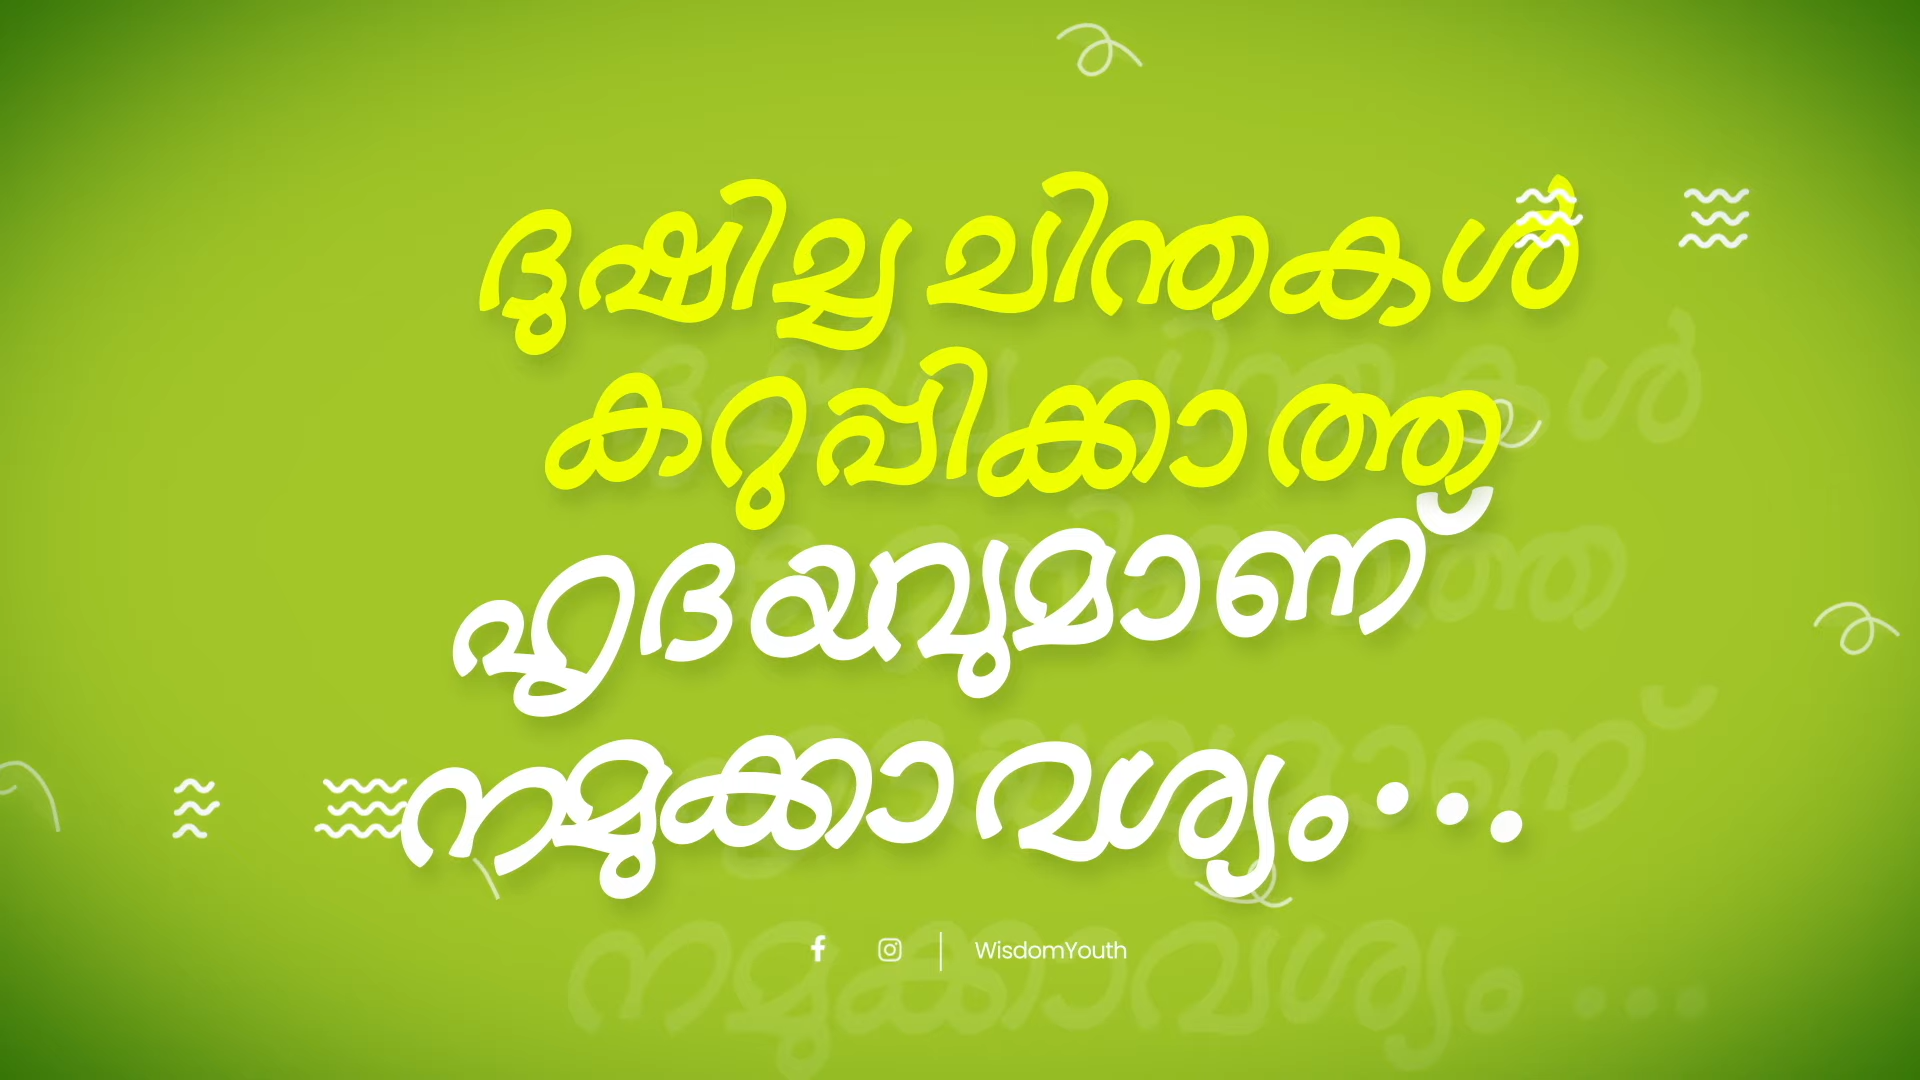 ദുഷിച്ച ചിന്തകൾ
കറുപ്പിക്കാത്ത
ഹൃദയവുമാണ്
നമുക്കാവശ്യം...
WisdomYouth